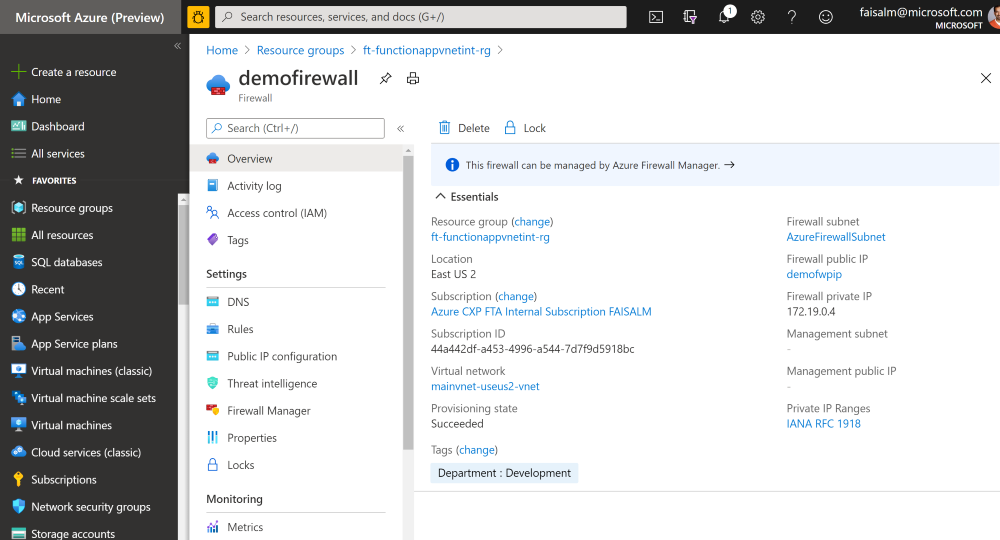 Microsoft Azure (Preview)
Search resources, services, and docs (G+/)
1
faisalm@microsoft.com
MICROSOFT
Create a resource
Home
Dashboard
All services
FAVORITES
Resource groups
All resources
SQL databases
Recent
App Services
App Service plans
Virtual machines (classic)
Virtual machine scale sets
Virtual machines
Cloud services (classic)
Subscriptions
Network security groups
Storage accounts
Home > Resource groups > ft-functionappvnetint-rg >
demofirewall
Firewall
Search (Ctrl+/)
Overview
Activity log
Access control (IAM)
Tags
Settings
DNS
Rules
Public IP configuration
Threat intelligence
Firewall Manager
Properties
Locks
Monitoring
Metrics
Delete Lock
This firewall can be managed by Azure Firewall Manager. →
Essentials
Resource group (change)
ft-functionappvnetint-rg
Location
East US 2
Subscription (change)
Azure CXP FTA Internal Subscription FAISALM
Subscription ID
44a442df-a453-4996-a544-7d7f9d5918bc
Virtual network
mainvnet-useus2-vnet
Provisioning state
Succeeded
Firewall subnet
AzureFirewallSubnet
Firewall public IP
demofwpip
Firewall private IP
172.19.0.4
Management subnet
-
Management public IP
-
Private IP Ranges
IANA RFC 1918
Tags (change)
Department : Development